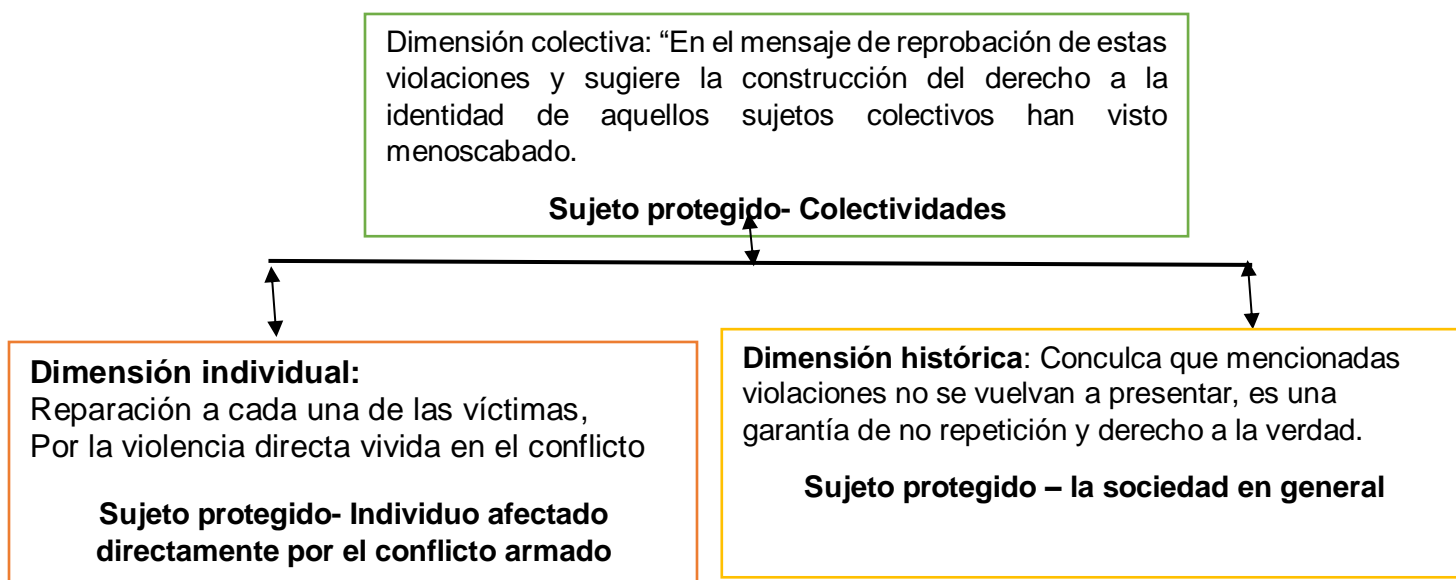 Dimensión colectiva: “En el mensaje de reprobación de estas
violaciones y sugiere la construcción del derecho a la
identidad de aquellos sujetos colectivos han visto
menoscabado.
Sujeto protegido- Colectividades
Dimensión individual:
Reparación a cada una de las víctimas,
Por la violencia directa vivida en el conflicto
Sujeto protegido- Individuo afectado
directamente por el conflicto armado
Dimensión histórica: Conculca que mencionadas
violaciones no se vuelvan a presentar, es una
garantía de no repetición y derecho a la verdad.
Sujeto protegido – la sociedad en general